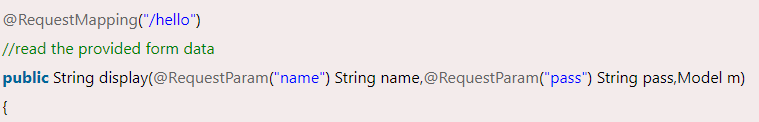 @RequestMapping("/hello")
//read the provided form data
public String display(@RequestParam("name") String name,@RequestParam("pass") String pass,Model m)
{